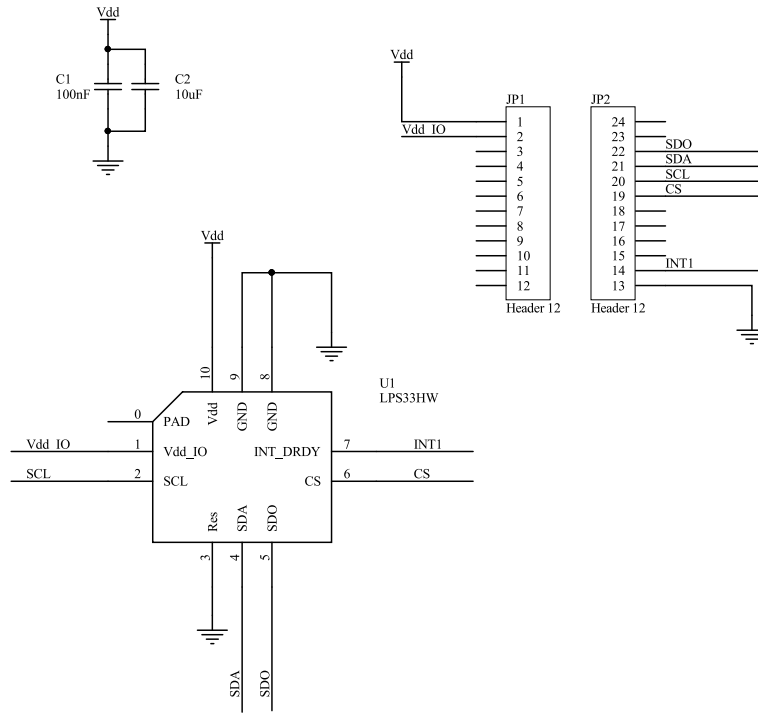 Vdd
C1
100nF
C2
10uF
Vdd
Vdd_IO
JP1
1
2
3
4
5
6
7
8
9
10
11
12
Header 12
JP2
24
23
22
21
20
19
18
17
16
15
14
13
Header 12
SDO
SDA
SCL
CS
INT1
Vdd
10
9
8
U1
LPS33HW
0
PAD
Vdd
GND
GND
Vdd_IO
1
Vdd_IO
INT_DRDY
7
INT1
SCL
2
SCL
CS
6
CS
Res
SDA
SDO
3
4
5
SDA
SDO